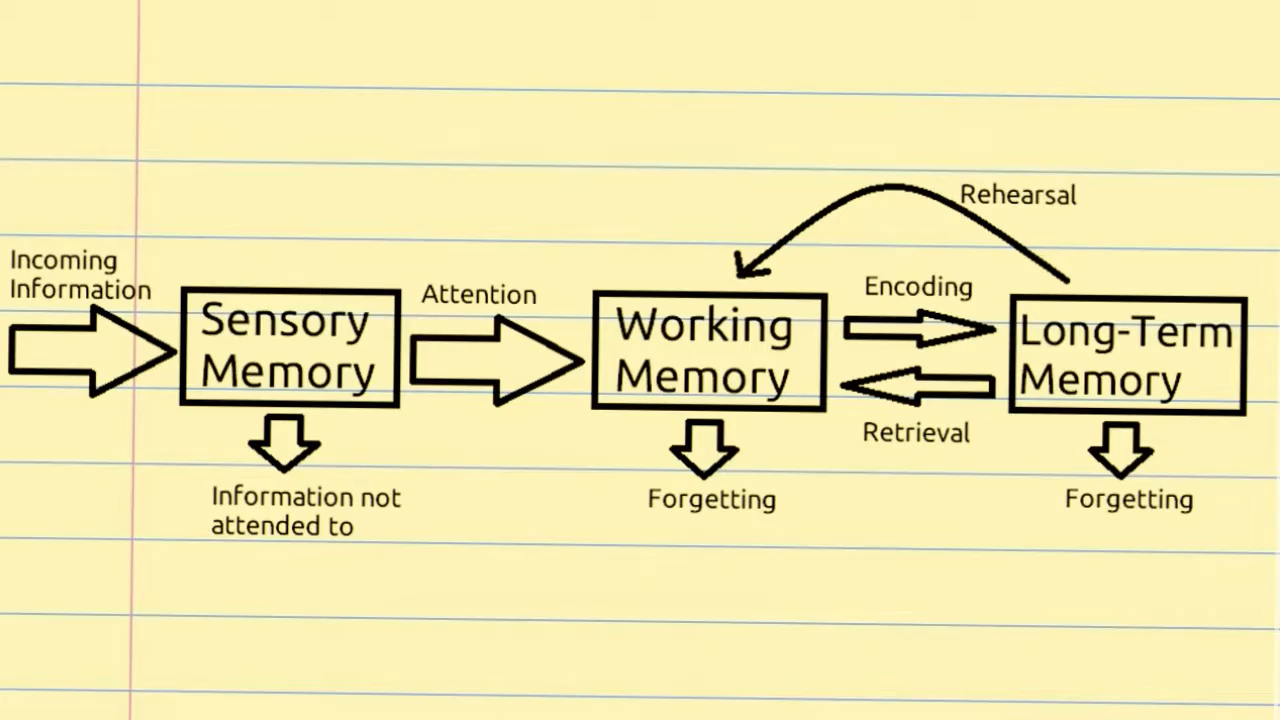 Rehearsal
Incoming
Information
Attention
Encoding
Sensory
Memory
Working
Memory
Long-Term
Memory
Retrieval
Information not
attended to
Forgetting
Forgetting